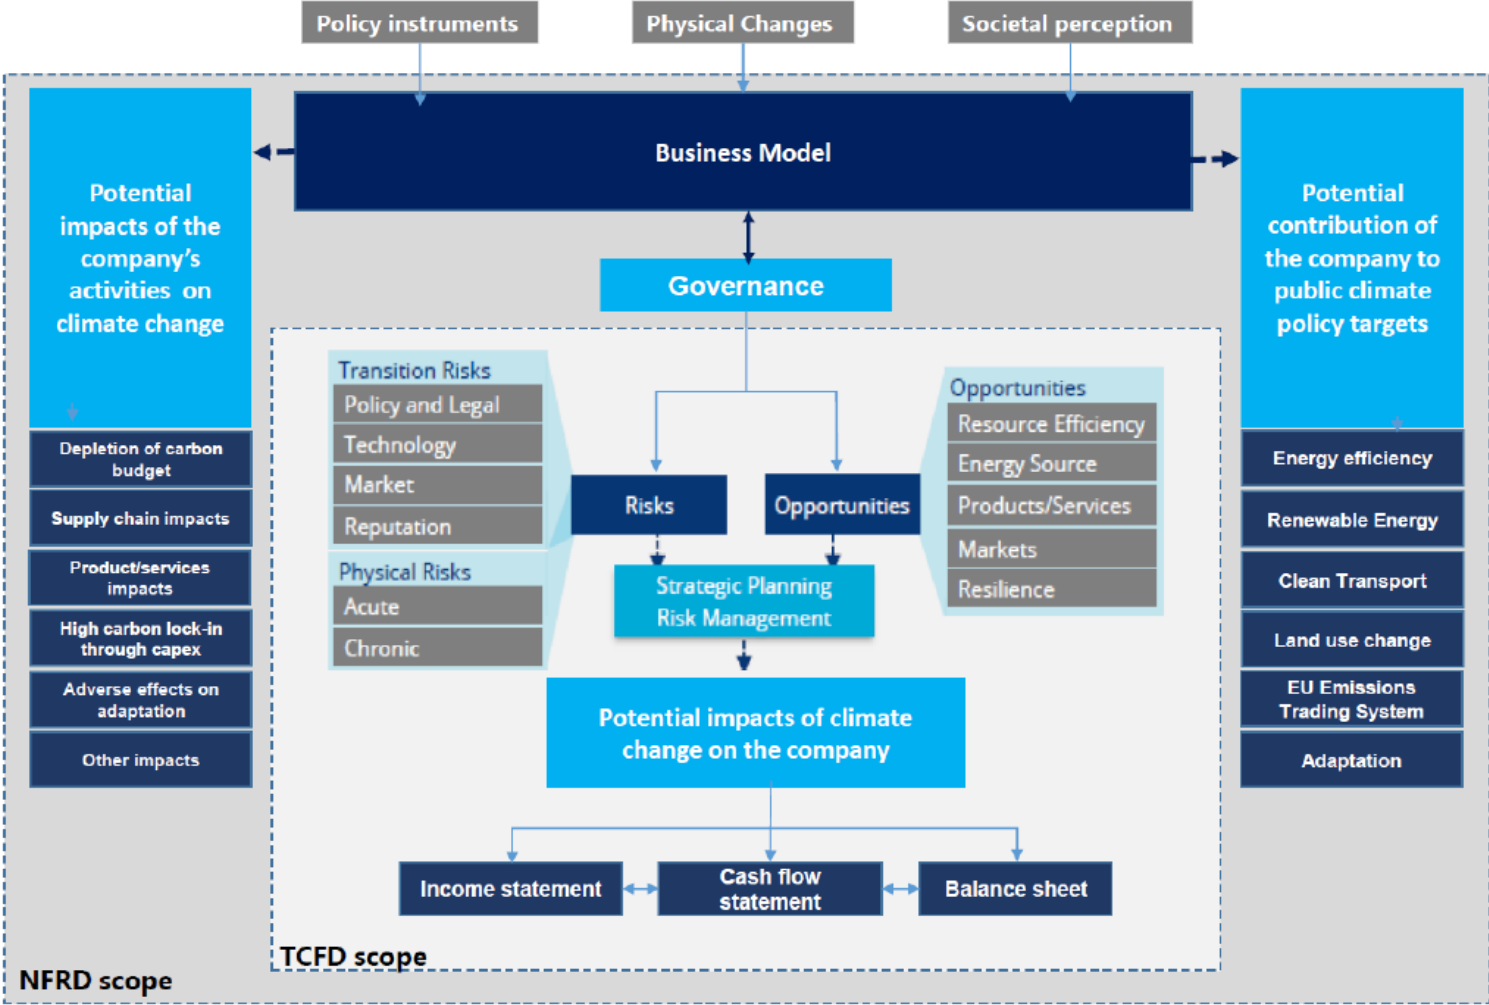 Policy instruments
Physical Changes
Societal perception
Business Model
Potential
impacts of the
company's
activities on
climate change
Depletion of carbon
budget
Supply chain impacts
Product/services
impacts
High carbon lock-in
through capex
Adverse effects on
adaptation
Other impacts
Governance
Transition Risks
Policy and Legal
Technology
Market
Reputation
Physical Risks
Acute
Chronic
Risks
Opportunities
Opportunities
Resource Efficiency
Energy Source
Products/Services
Markets
Resilience
Strategic Planning
Risk Management
Potential impacts of climate
change on the company
Income statement
Cash flow
statement
Balance sheet
Potential
contribution of
the company to
public climate
policy targets
Energy efficiency
Renewable Energy
Clean Transport
Land use change
EU Emissions
Trading System
Adaptation
TCFD scope
NFRD scope